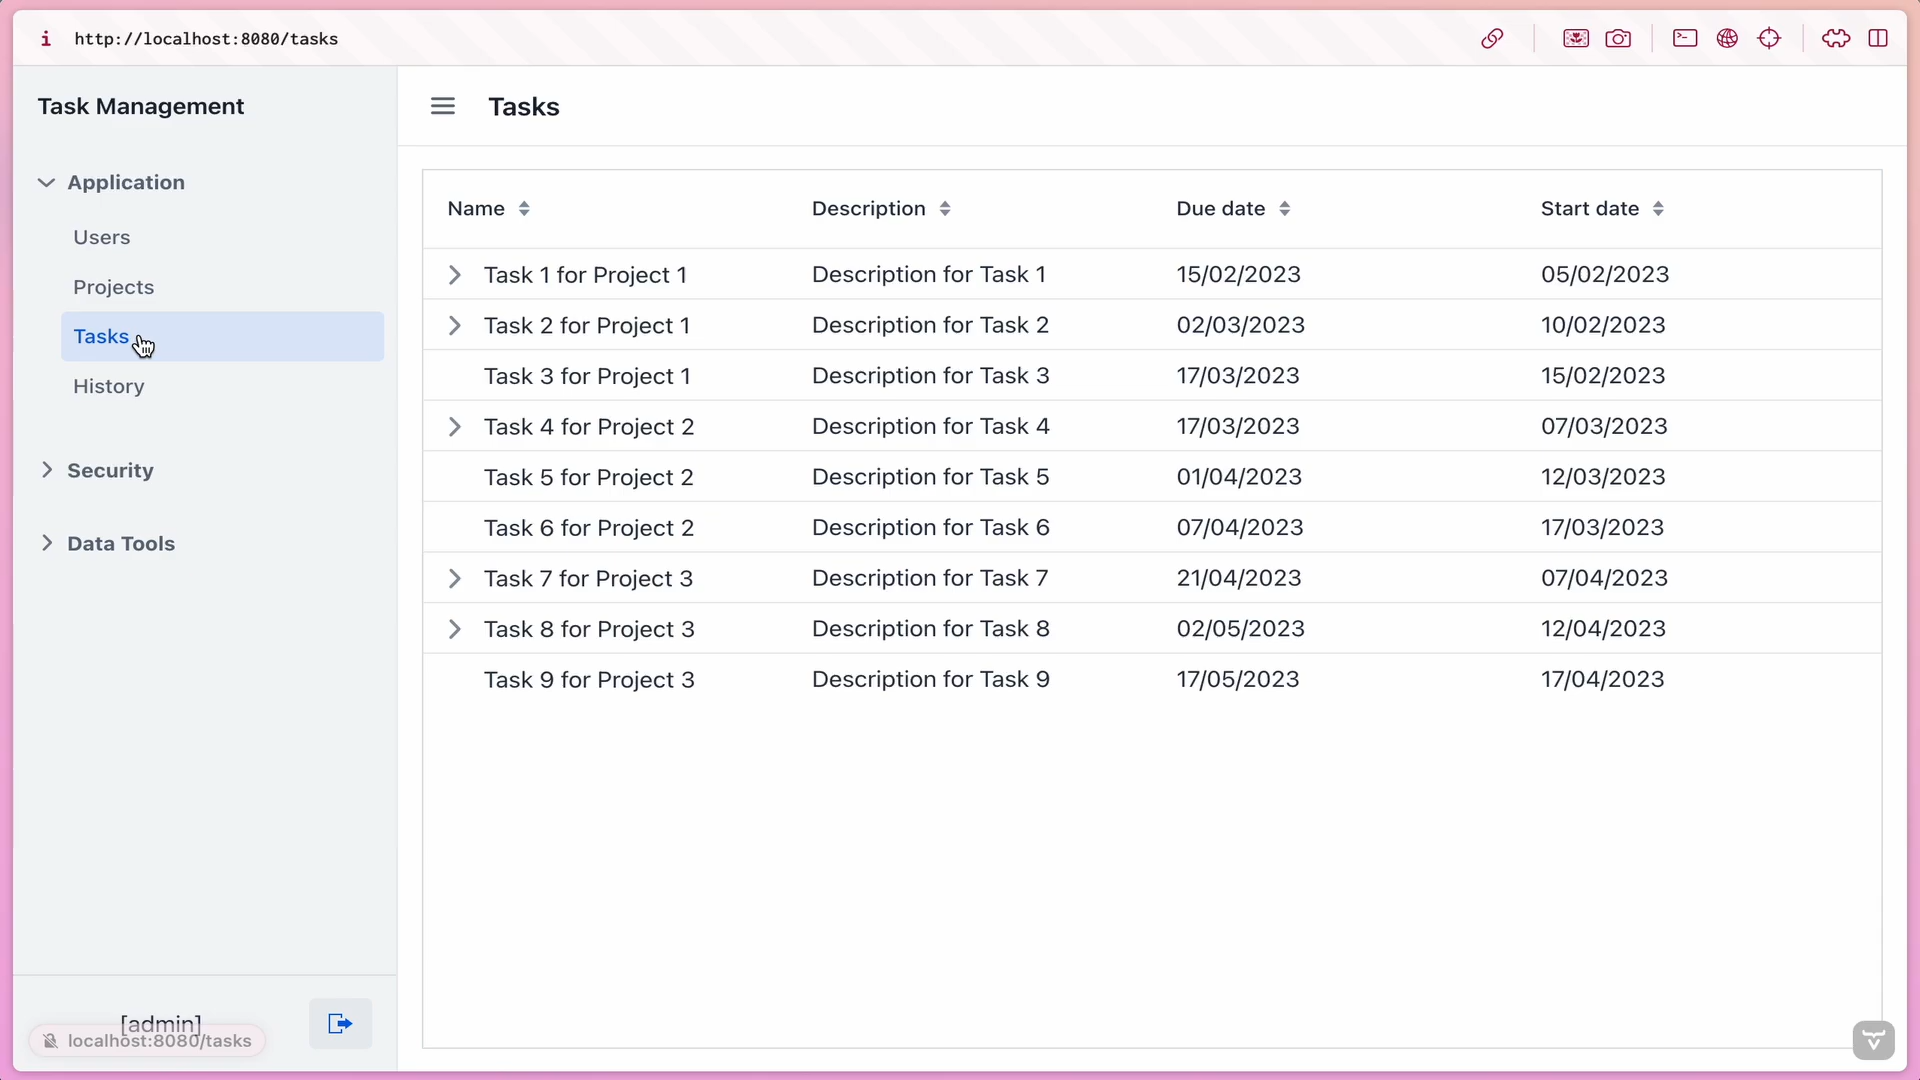 http://localhost:8080/tasks
Task Management
Application
Users
Projects
Tasks
History
Security
Data Tools
[admin]
localhost:8080/tasks
Tasks
Name Description Due date Start date
Task 1 for Project 1 Description for Task 1 15/02/2023 05/02/2023
Task 2 for Project 1 Description for Task 2 02/03/2023 10/02/2023
Task 3 for Project 1 Description for Task 3 17/03/2023 15/02/2023
Task 4 for Project 2 Description for Task 4 17/03/2023 07/03/2023
Task 5 for Project 2 Description for Task 5 01/04/2023 12/03/2023
Task 6 for Project 2 Description for Task 6 07/04/2023 17/03/2023
Task 7 for Project 3 Description for Task 7 21/04/2023 07/04/2023
Task 8 for Project 3 Description for Task 8 02/05/2023 12/04/2023
Task 9 for Project 3 Description for Task 9 17/05/2023 17/04/2023